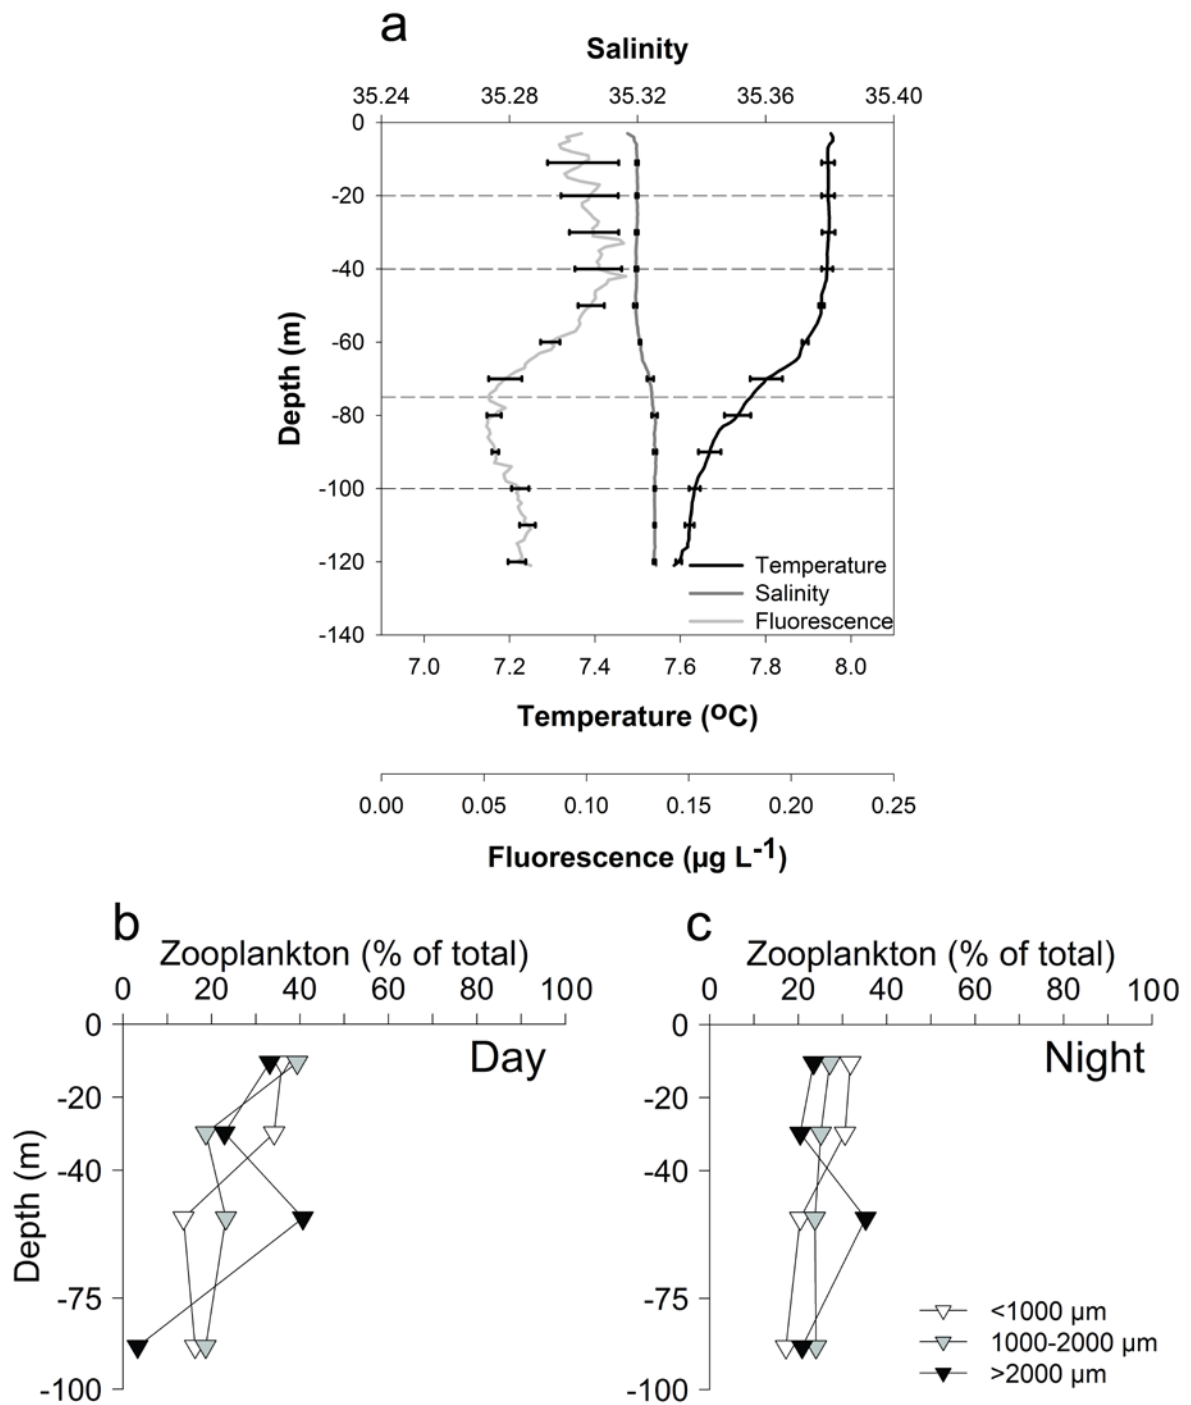 a
Salinity
35.24 35.28 35.32 35.36 35.40
0
-20
-40
-60
-80
-100
-120
-140
Depth (m)
Temperature
Salinity
Fluorescence
7.0 7.2 7.4 7.6 7.8 8.0
Temperature (ºC)
0.00 0.05 0.10 0.15 0.20 0.25
Fluorescence (µg L-1)
b
Zooplankton (% of total)
0 20 40 60 80 100
Day
0
-20
-40
-75
-100
Depth (m)
c
Zooplankton (% of total)
0 20 40 60 80 100
Night
0
-20
-40
-75
-100
<1000 µm
1000-2000 µm
>2000 µm